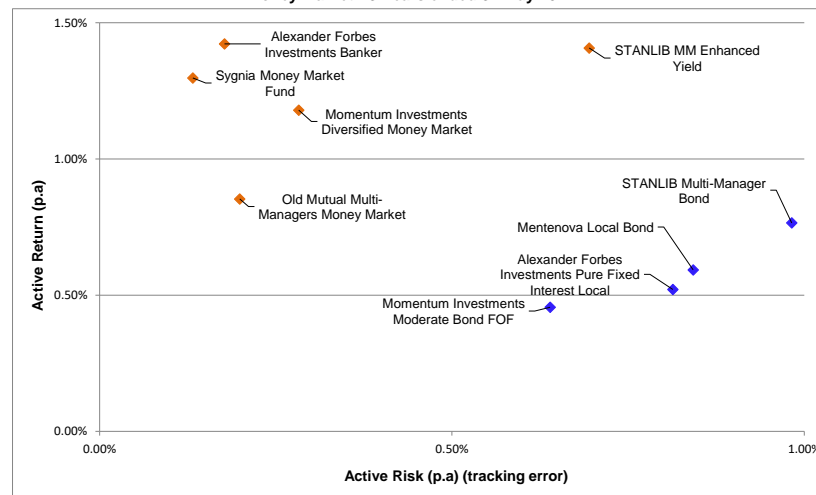 1.50%
Alexander Forbes
Investments Banker
STANLIB MM Enhanced
Yield
Sygnia Money Market
Fund
Momentum Investments
Diversified Money Market
1.00%
STANLIB Multi-Manager
Bond
Old Mutual Multi-
Managers Money Market
Mentenova Local Bond
Alexander Forbes
Investments Pure Fixed
Interest Local
0.50%
Momentum Investments
Moderate Bond FOF
0.00%
0.00%
0.50%
1.00%
Active Return (p.a)
Active Risk (p.a) (tracking error)